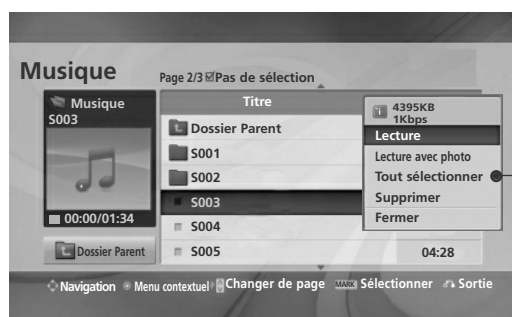 Musique
Page 2/3 Pas de sélection
Musique
S003
00:00/01:34
Dossier Parent
Titre
Dossier Parent
S001
S002
S003
S004
S005
04:28
4395KB
1Kbps
Lecture
Lecture avec photo
Tout sélectionner
Supprimer
Fermer
Navigation Menu contextuel P Changer de page MARK Sélectionner Sortie